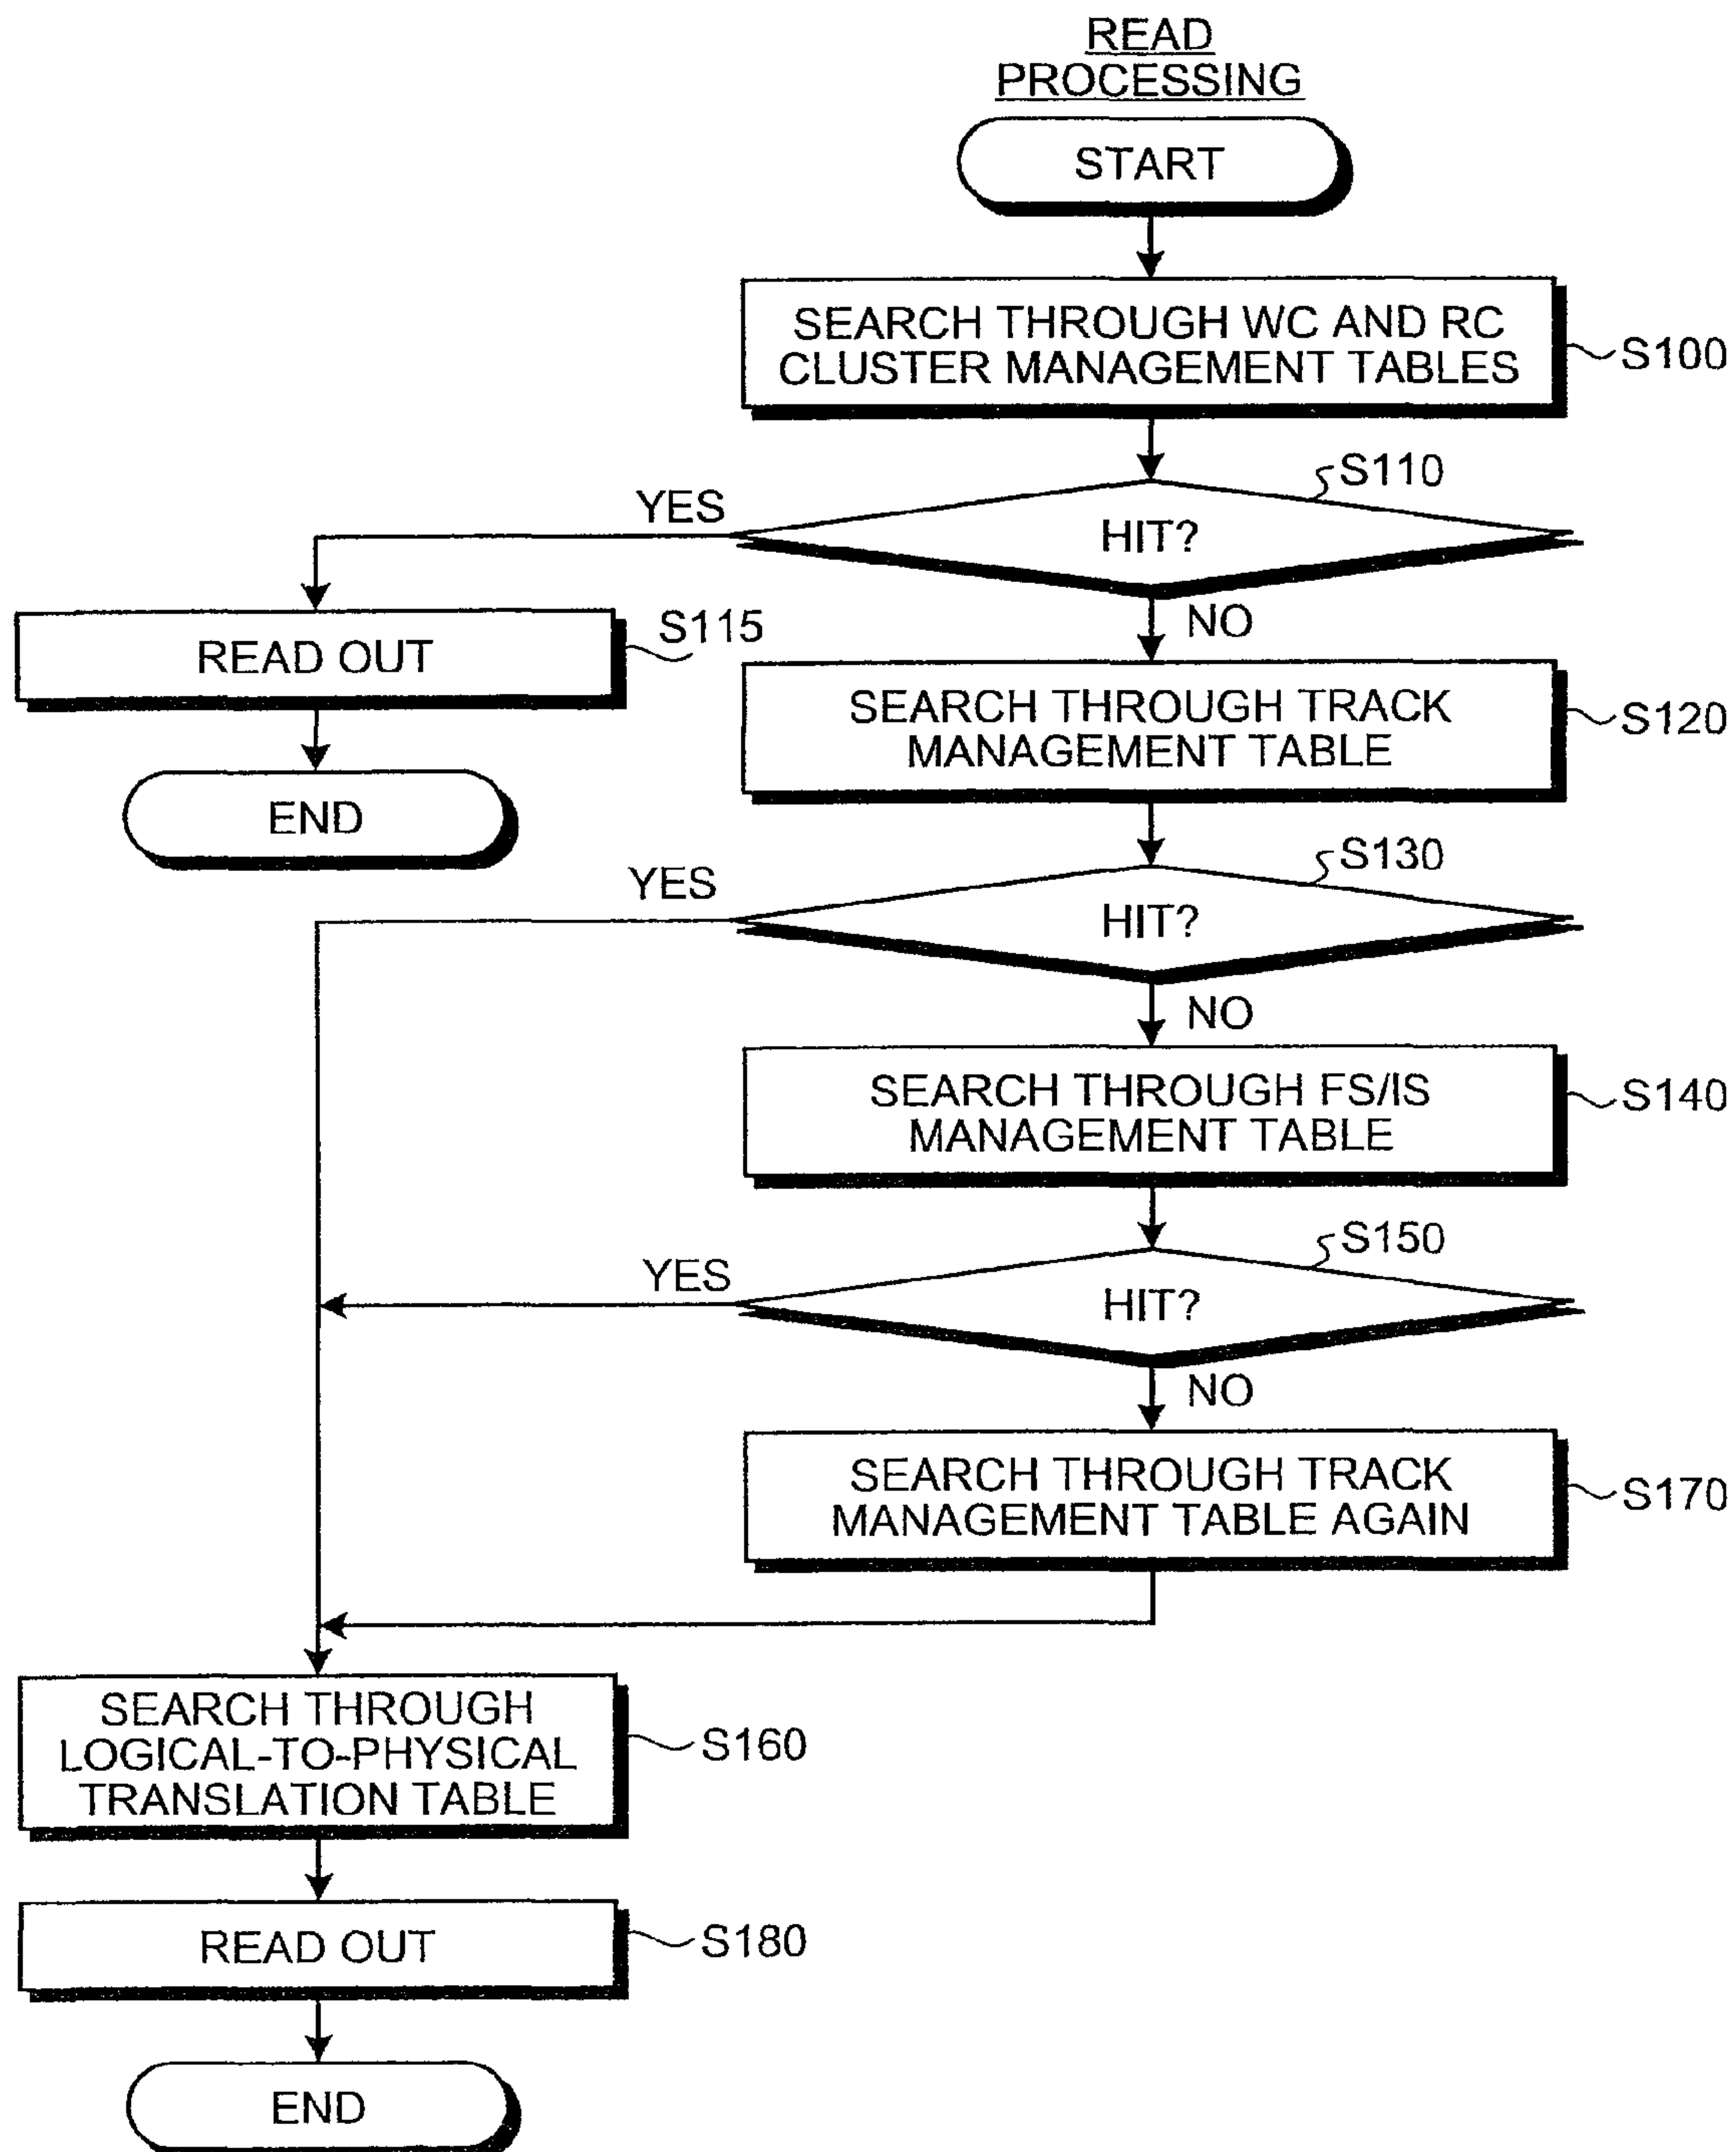 READ
PROCESSING
START
SEARCH THROUGH WC AND RC
CLUSTER MANAGEMENT TABLES
S100
S110
YES
HIT?
NO
READ OUT
S115
SEARCH THROUGH TRACK
MANAGEMENT TABLE
S120
END
S130
YES
HIT?
NO
SEARCH THROUGH FS/IS
MANAGEMENT TABLE
S140
S150
YES
HIT?
NO
SEARCH THROUGH TRACK
MANAGEMENT TABLE AGAIN
S170
SEARCH THROUGH
LOGICAL-TO-PHYSICAL
TRANSLATION TABLE
S160
READ OUT
S180
END